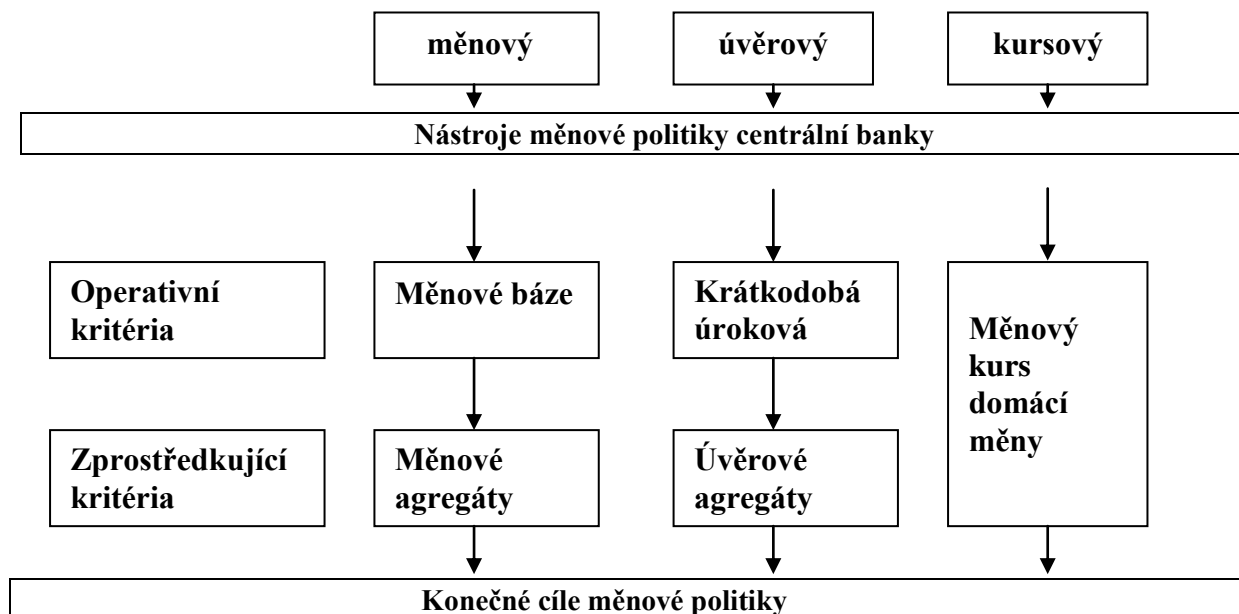 měnový
úvěrový
kursový
Nástroje měnové politiky centrální banky
Operativní
kritéria
Měnové báze
Krátkodobá
úroková
Měnový
kurs
domácí
měny
Zprostředkující
kritéria
Měnové
agregáty
Úvěrové
agregáty
Konečné cíle měnové politiky